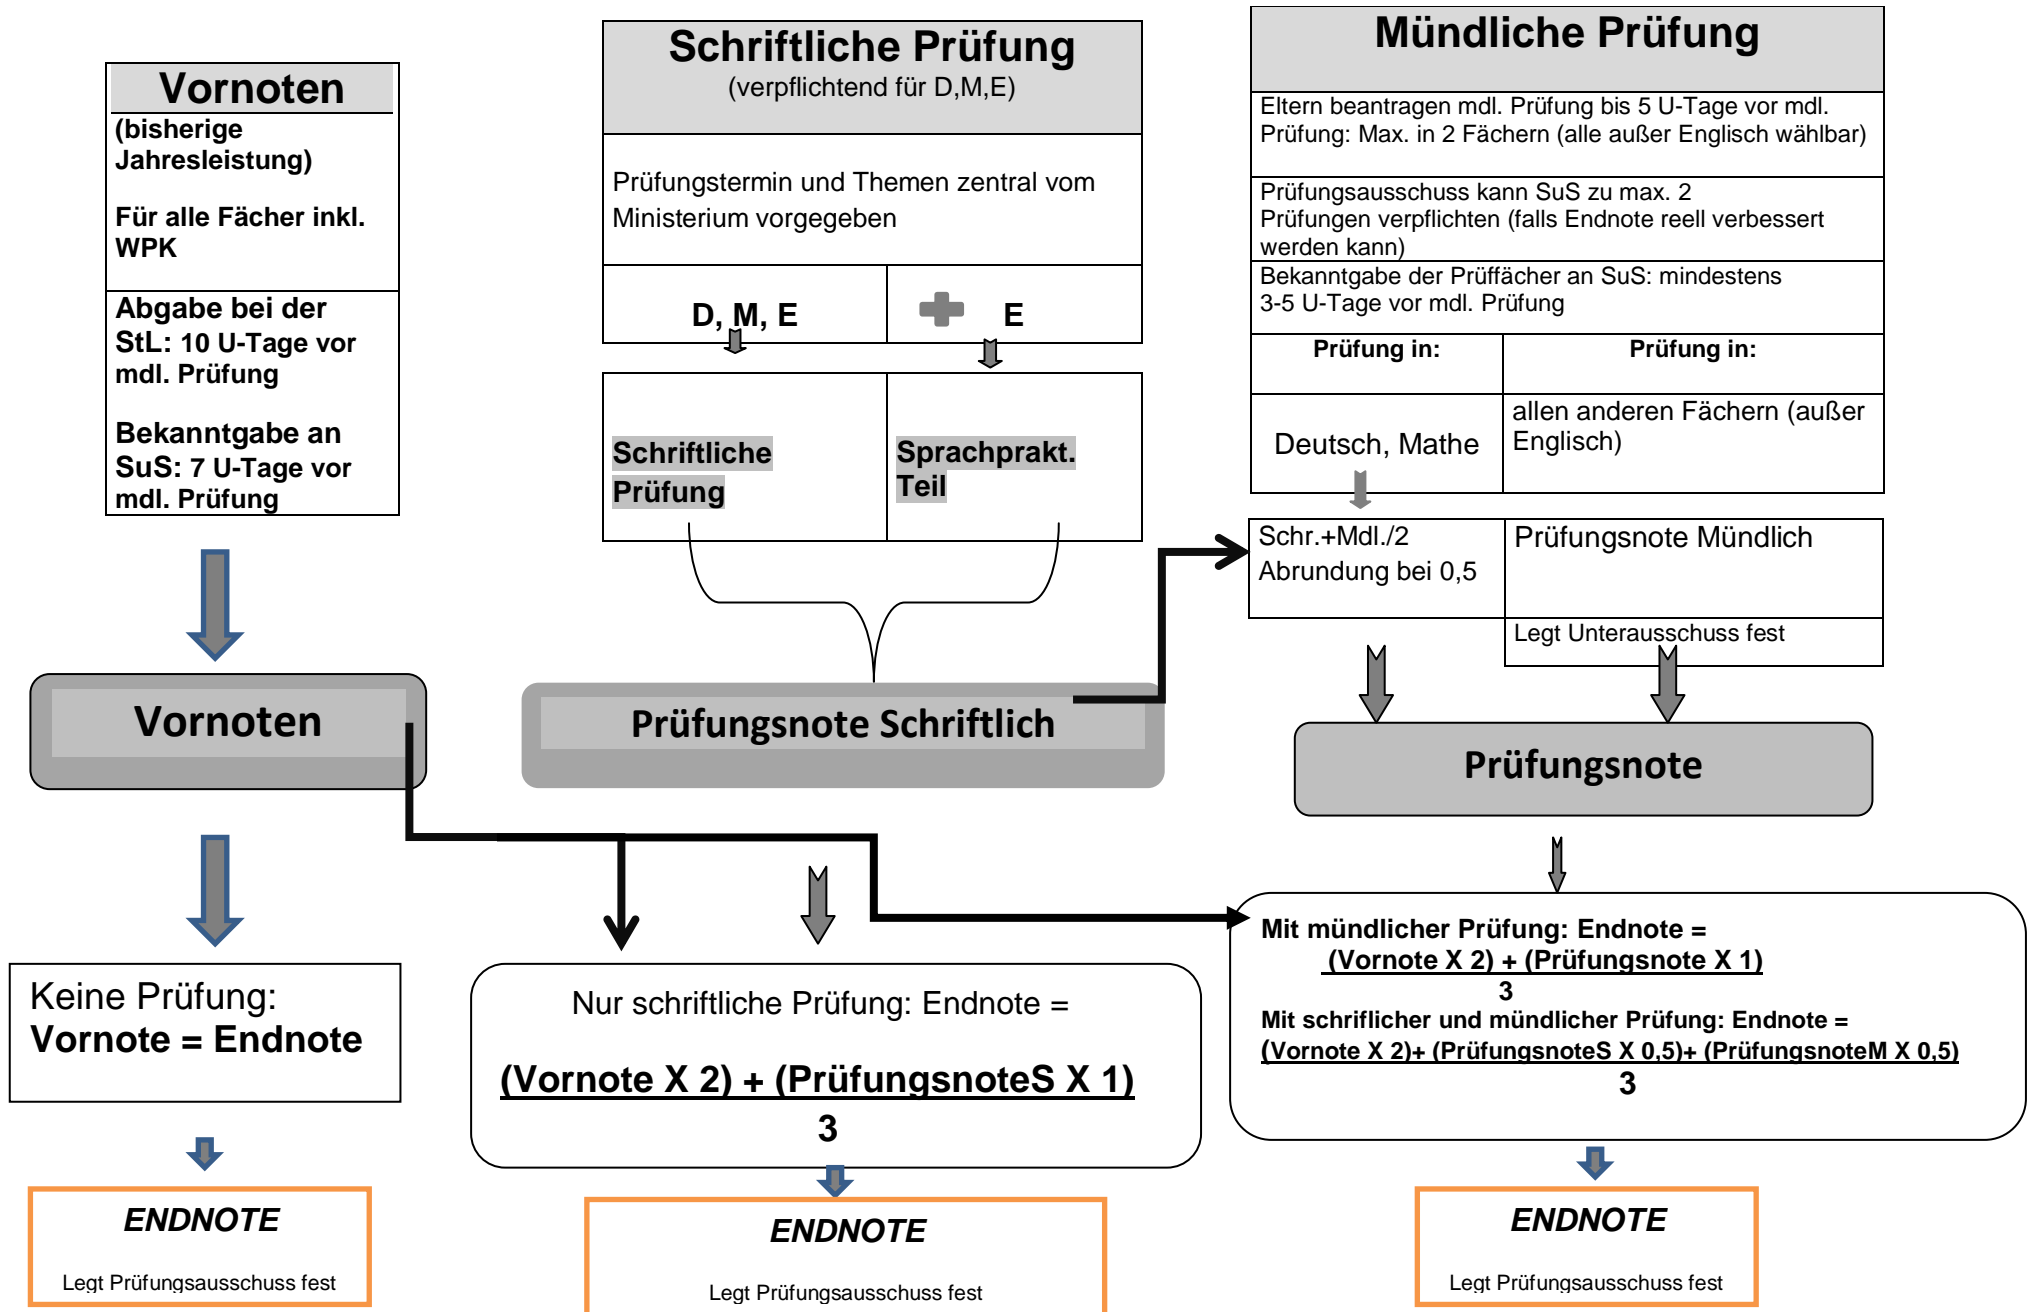 Vornoten
(bisherige
Jahresleistung)
Für alle Fächer inkl.
WPK
Abgabe bei der
StL: 10 U-Tage vor
mdl. Prüfung
Bekanntgabe an
SuS: 7 U-Tage vor
mdl. Prüfung
Schriftliche Prüfung
(verpflichtend für D,M,E)
Prüfungstermin und Themen zentral vom
Ministerium vorgegeben
D, M, E
E
Schriftliche
Prüfung
Sprachprakt.
Teil
Mündliche Prüfung
Eltern beantragen mdl. Prüfung bis 5 U-Tage vor mdl.
Prüfung: Max. in 2 Fächern (alle außer Englisch wählbar)
Prüfungsausschuss kann SuS zu max. 2
Prüfungen verpflichten (falls Endnote reell verbessert
werden kann)
Bekanntgabe der Prüffächer an SuS: mindestens
3-5 U-Tage vor mdl. Prüfung
Prüfung in:
Prüfung in:
Deutsch, Mathe
allen anderen Fächern (außer
Englisch)
Schr.+Mdl./2
Abrundung bei 0,5
Prüfungsnote Mündlich
Legt Unterausschuss fest
Vornoten
Prüfungsnote Schriftlich
Prüfungsnote
Keine Prüfung:
Vornote = Endnote
Nur schriftliche Prüfung: Endnote =
(Vornote X 2) + (PrüfungsnoteS X 1)
3
Mit mündlicher Prüfung: Endnote =
(Vornote X 2) + (Prüfungsnote X 1)
3
Mit schriflicher und mündlicher Prüfung: Endnote =
(Vornote X 2)+ (PrüfungsnoteS X 0,5)+ (PrüfungsnoteM X 0,5)
3
ENDNOTE
Legt Prüfungsausschuss fest
ENDNOTE
Legt Prüfungsausschuss fest
ENDNOTE
Legt Prüfungsausschuss fest